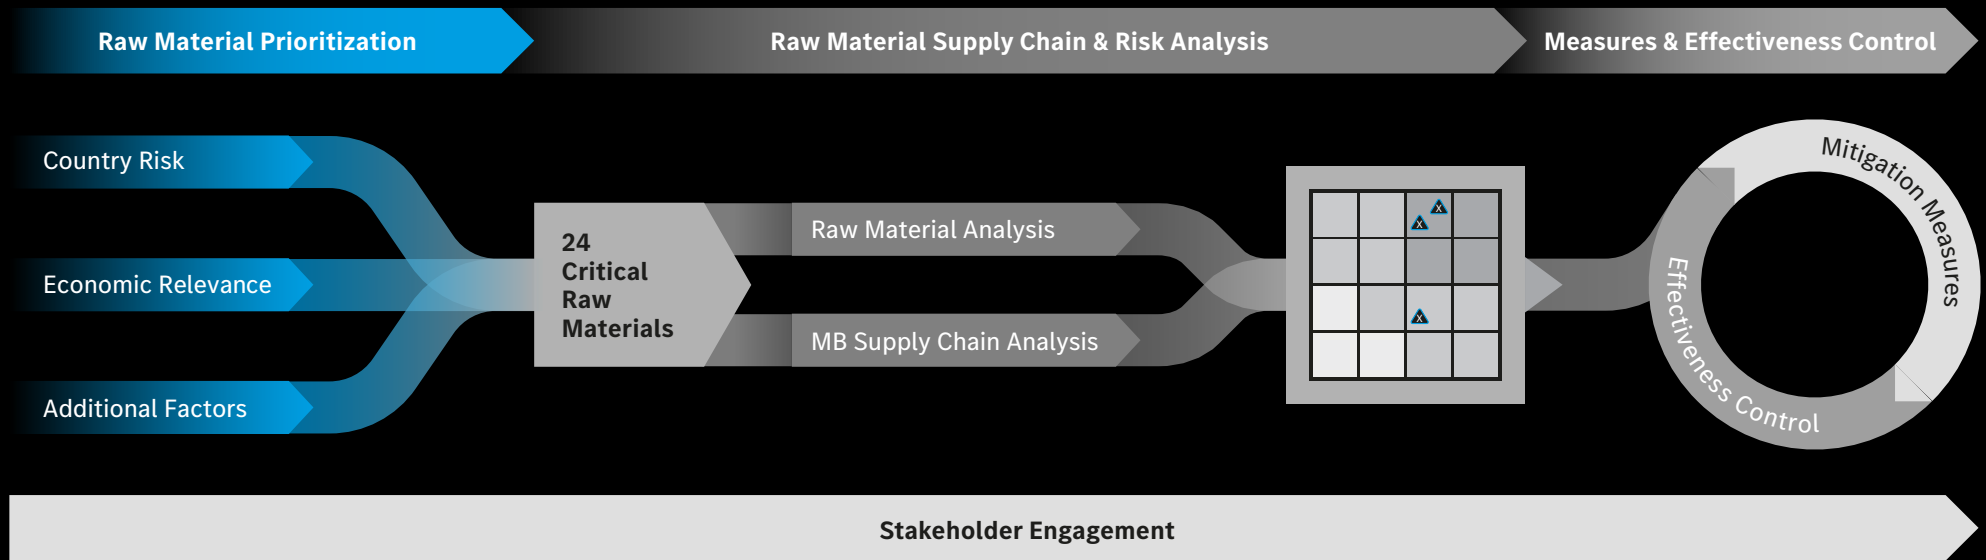 Raw Material Prioritization
Raw Material Supply Chain & Risk Analysis
Measures & Effectiveness Control
Country Risk
Economic Relevance
Additional Factors
24
Critical
Raw
Materials
Raw Material Analysis
MB Supply Chain Analysis
X
X
X
Mitigation Measures
Effectiveness Control
Stakeholder Engagement